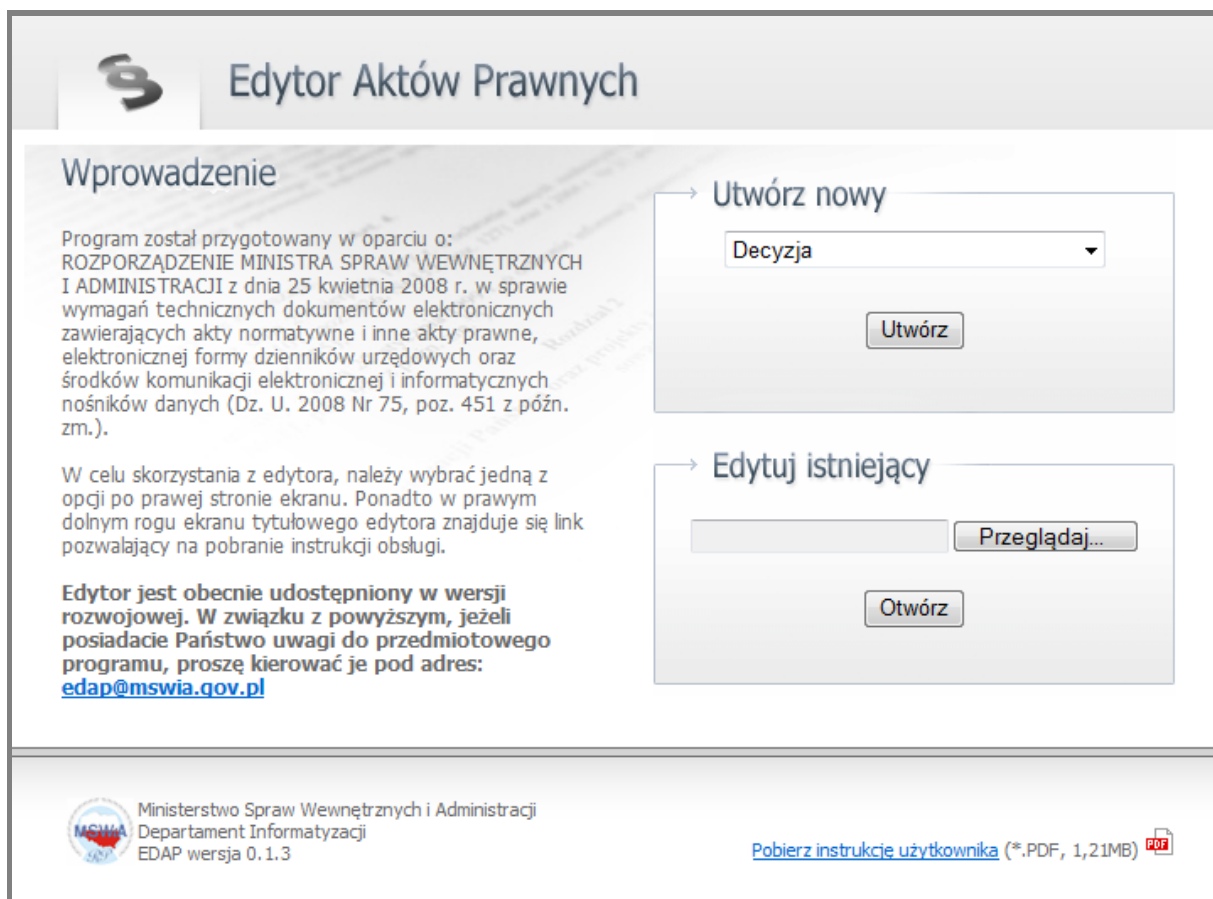 Edytor Aktów Prawnych
Wprowadzenie
Program został przygotowany w oparciu o:
ROZPORZĄDZENIE MINISTRA SPRAW WEWNĘTRZNYCH
I ADMINISTRACJI z dnia 25 kwietnia 2008 r. w sprawie
wymagań technicznych dokumentów elektronicznych
zawierających akty normatywne i inne akty prawne,
elektronicznej formy dzienników urzędowych oraz
środków komunikacji elektronicznej i informatycznych
nośników danych (Dz. U. 2008 Nr 75, poz. 451 z późn.
zm.).
W celu skorzystania z edytora, należy wybrać jedną z
opcji po prawej stronie ekranu. Ponadto w prawym
dolnym rogu ekranu tytułowego edytora znajduje się link
pozwalający na pobranie instrukcji obsługi.
Edytor jest obecnie udostępniony w wersji
rozwojowej. W związku z powyższym, jeżeli
posiadacie Państwo uwagi do przedmiotowego
programu, proszę kierować je pod adres:
edap@mswia.gov.pl
Utwórz nowy
Decyzja
Utwórz
Edytuj istniejący
Przeglądaj...
Otwórz
MSWiA
RP
Ministerstwo Spraw Wewnętrznych i Administracji
Departament Informatyzacji
EDAP wersja 0.1.3
Pobierz instrukcję użytkownika (*.PDF, 1,21MB)
PDF